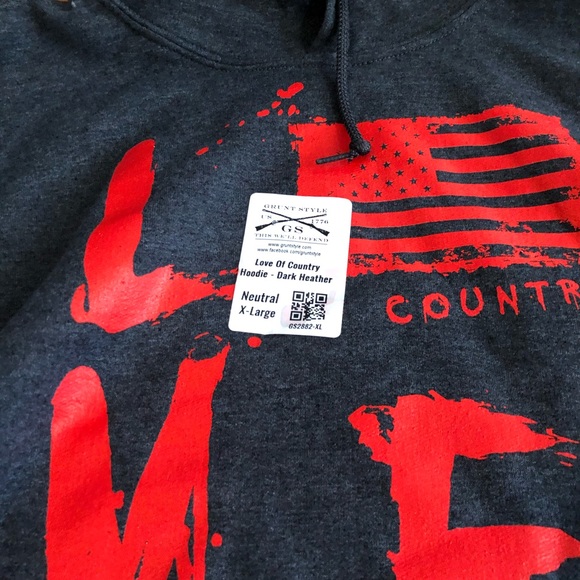 L
GRUNT STYLE
US 1776
GS
THIS WE'LL DEFEND
www.gruntstyle.com
www.facebook.com/gruntstyle
Love Of Country
Hoodie - Dark Heather
Neutral
X-Large
GS2882-XL
COUNTR
VE